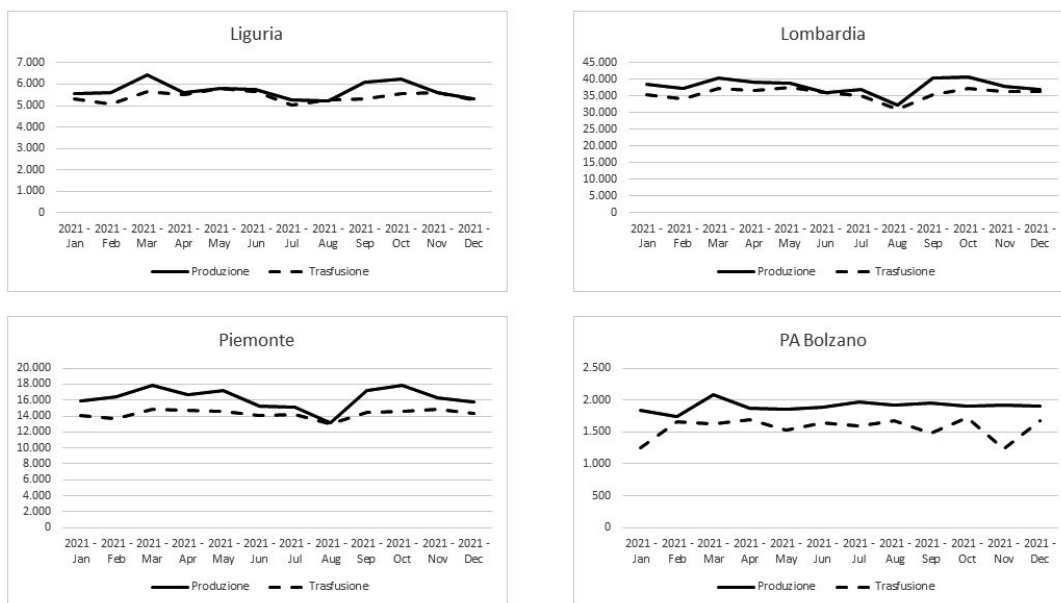 Liguria
7.000
6.000
5.000
4.000
3.000
2.000
1.000
0
2021 - 2021 - 2021 - 2021 - 2021 - 2021 - 2021 - 2021 - 2021 - 2021 - 2021 - 2021 -
Jan Feb Mar Apr May Jun Jul Aug Sep Oct Nov Dec
Produzione Trasfusione
Lombardia
45.000
40.000
35.000
30.000
25.000
20.000
15.000
10.000
5.000
0
2021 - 2021 - 2021 - 2021 - 2021 - 2021 - 2021 - 2021 - 2021 - 2021 - 2021 - 2021 -
Jan Feb Mar Apr May Jun Jul Aug Sep Oct Nov Dec
Produzione Trasfusione
Piemonte
20.000
18.000
16.000
14.000
12.000
10.000
8.000
6.000
4.000
2.000
0
2021 - 2021 - 2021 - 2021 - 2021 - 2021 - 2021 - 2021 - 2021 - 2021 - 2021 - 2021 -
Jan Feb Mar Apr May Jun Jul Aug Sep Oct Nov Dec
Produzione Trasfusione
PA Bolzano
2.500
2.000
1.500
1.000
500
0
2021 - 2021 - 2021 - 2021 - 2021 - 2021 - 2021 - 2021 - 2021 - 2021 - 2021 - 2021 -
Jan Feb Mar Apr May Jun Jul Aug Sep Oct Nov Dec
Produzione Trasfusione